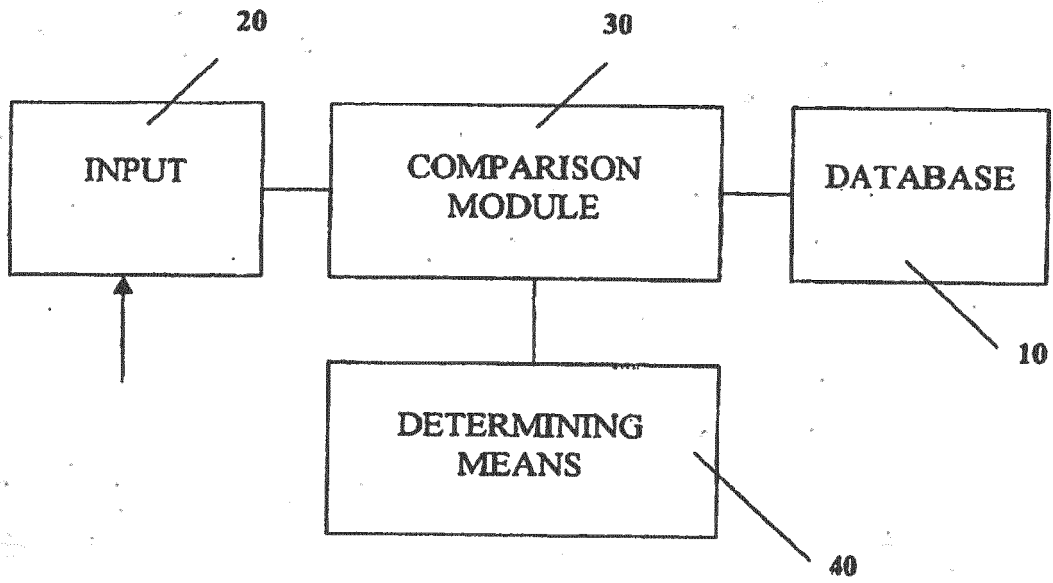 20
30
INPUT
COMPARISON
MODULE
DATABASE
10
DETERMINING
MEANS
40